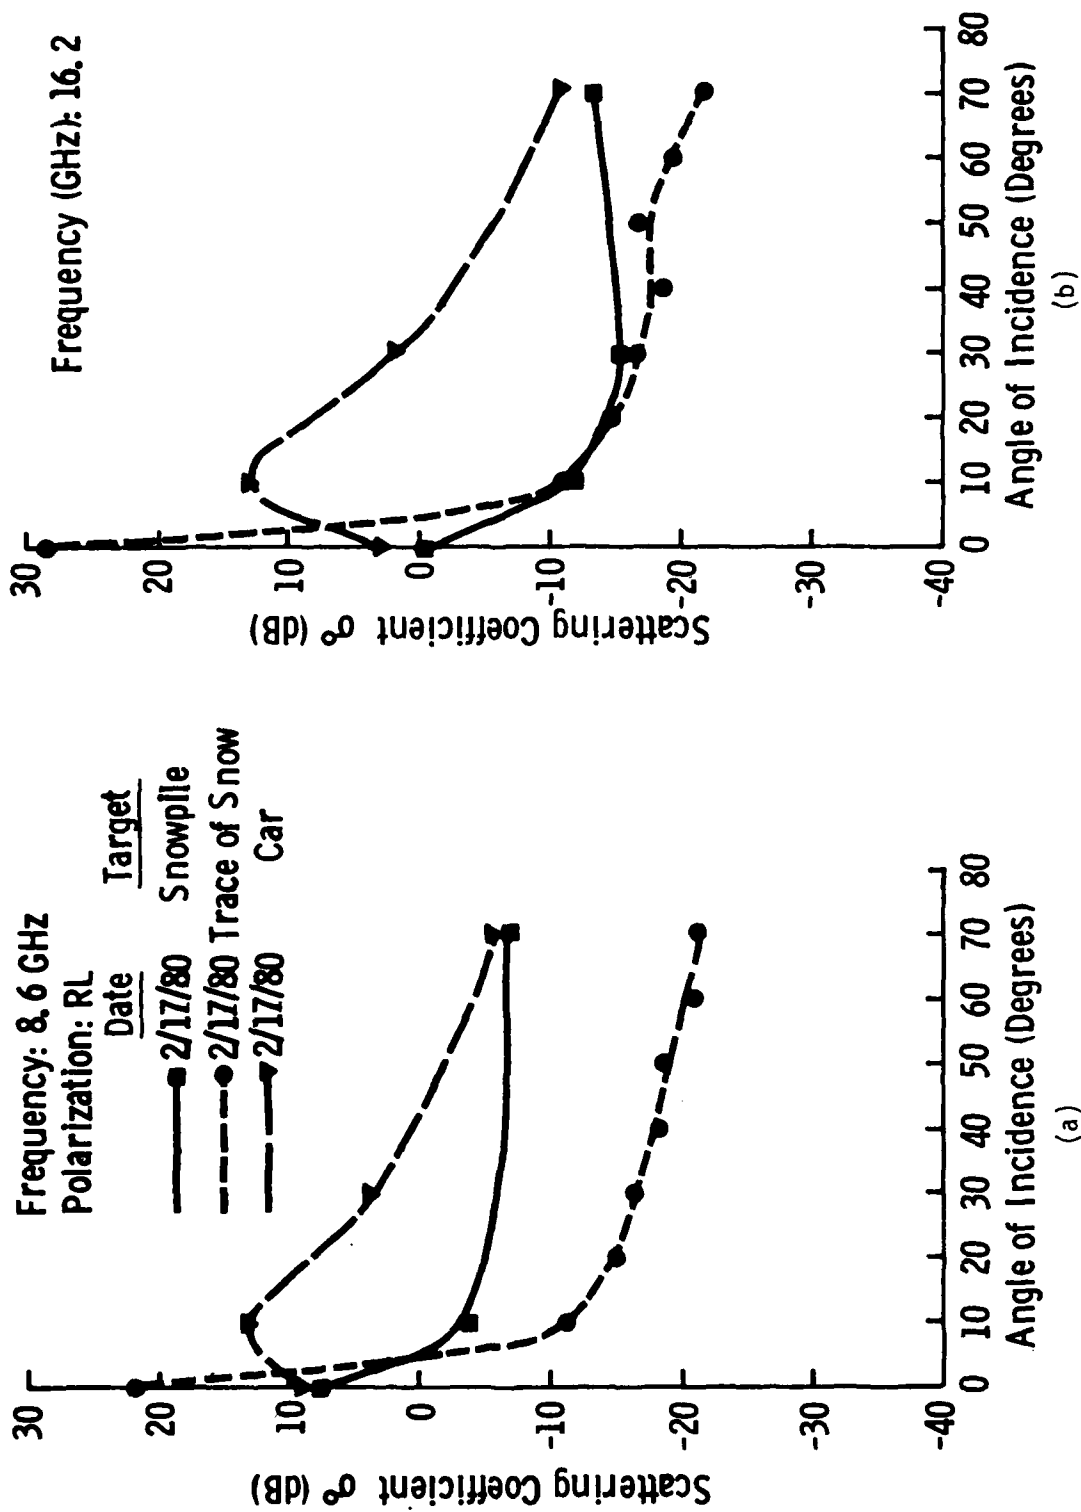 Frequency: 8.6 GHz
Polarization: RL
Date Target
2/17/80 Snowpile
2/17/80 Trace of Snow
2/17/80 Car
30
20
10
0
-10
-20
-30
-40
Scattering Coefficient σ° (dB)
0 10 20 30 40 50 60 70 80
Angle of Incidence (Degrees)
(a)
Frequency (GHz): 16.2
30
20
10
0
-10
-20
-30
-40
Scattering Coefficient σ° (dB)
0 10 20 30 40 50 60 70 80
Angle of Incidence (Degrees)
(b)